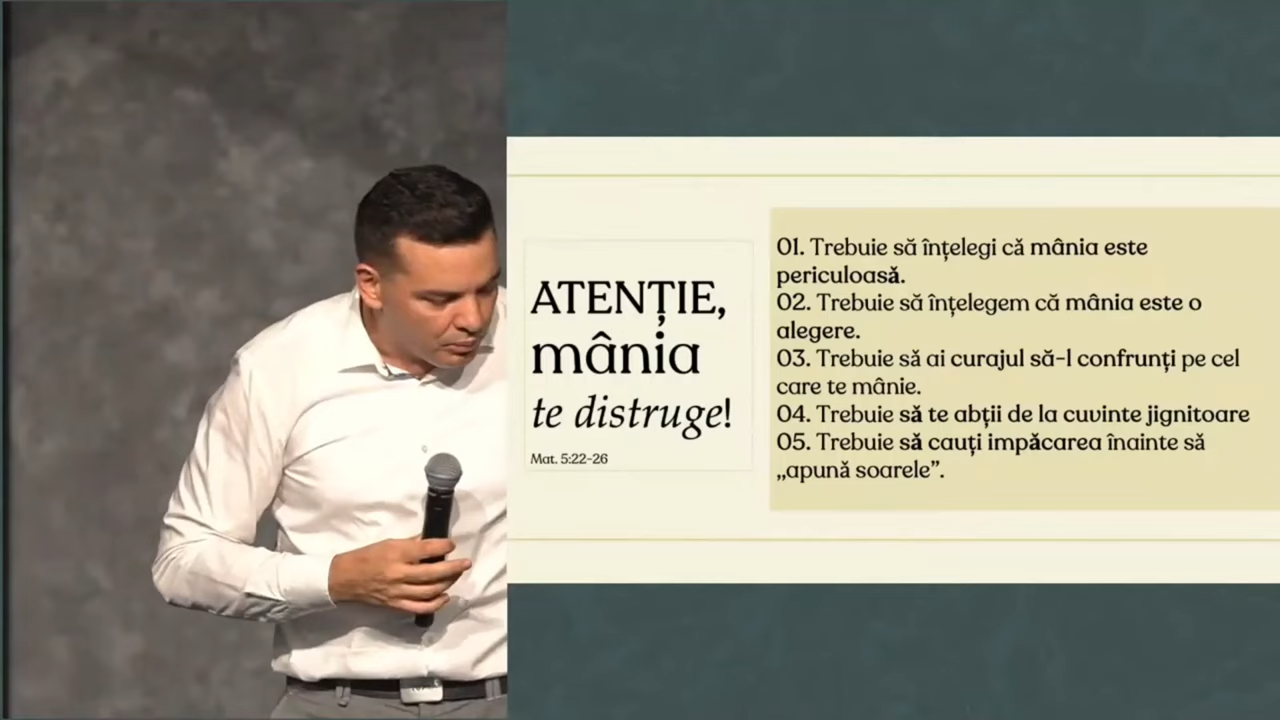 ATENȚIE,
mânia
te distruge!
Mat. 5:22-26
01. Trebuie să înțelegi că mânia este
periculoasă.
02. Trebuie să înțelegem că mânia este o
alegere.
03. Trebuie să ai curajul să-l confrunți pe cel
care te mânie.
04. Trebuie să te abții de la cuvinte jignitoare
05. Trebuie să cauți impăcarea înainte să
„apună soarele”.